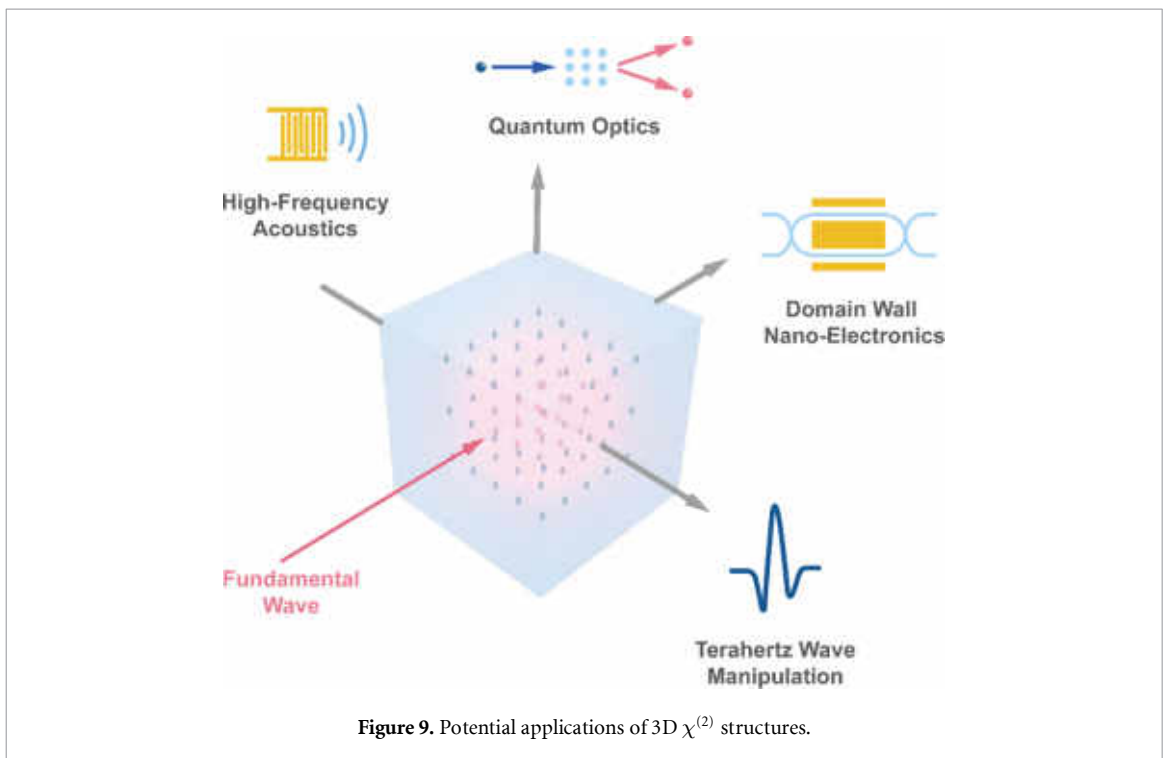 Quantum Optics
High-Frequency
Acoustics
Domain Wall
Nano-Electronics
Fundamental
Wave
Terahertz Wave
Manipulation
Figure 9. Potential applications of 3D χ⁽²⁾ structures.